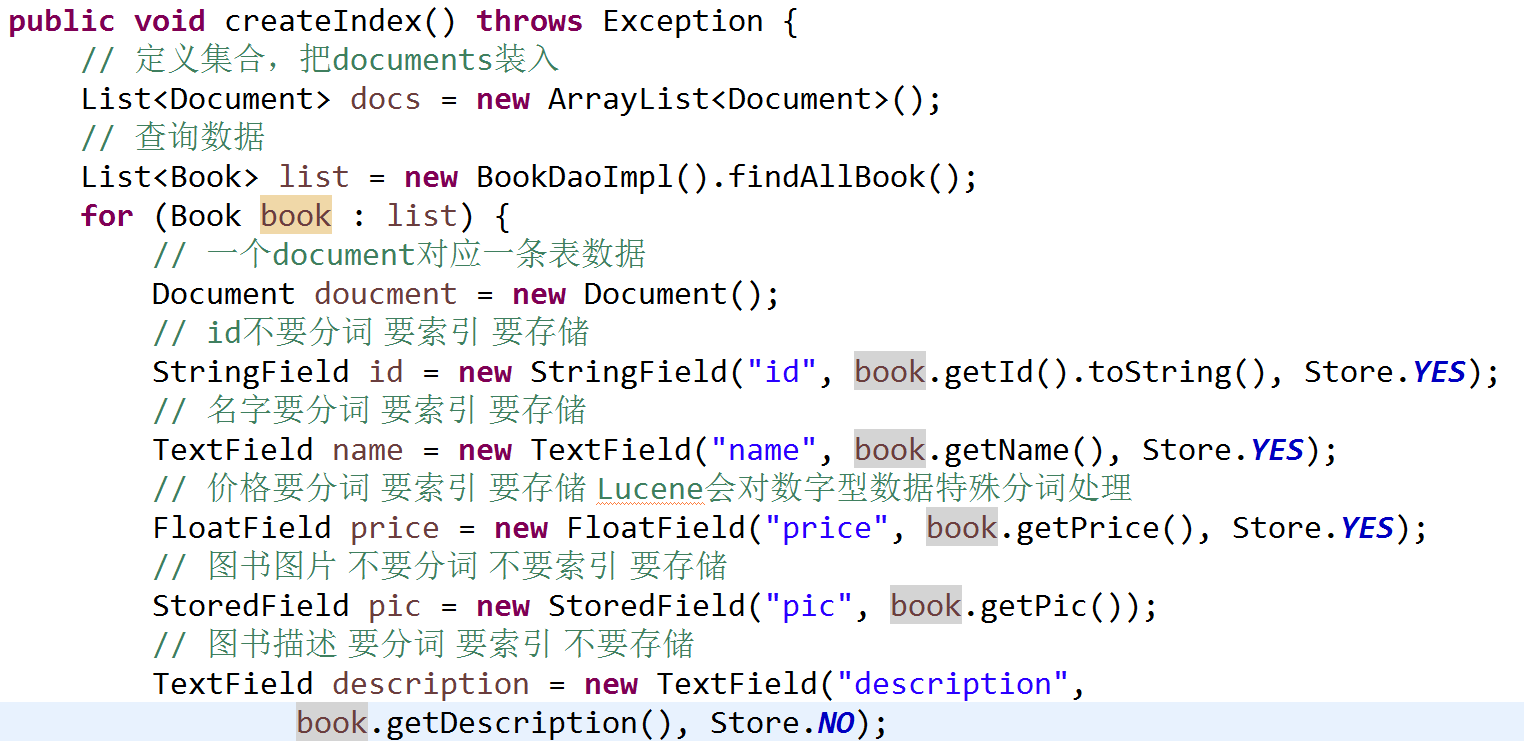 public void createIndex() throws Exception {
// 定义集合，把documents装入
List<Document> docs = new ArrayList<Document>();
// 查询数据
List<Book> list = new BookDaoImpl().findAllBook();
for (Book book : list) {
// 一个document对应一条表数据
Document doucment = new Document();
// id不要分词 要索引 要存储
StringField id = new StringField("id", book.getId().toString(), Store.YES);
// 名字要分词 要索引 要存储
TextField name = new TextField("name", book.getName(), Store.YES);
// 价格要分词 要索引 要存储 Lucene会对数字型数据特殊分词处理
FloatField price = new FloatField("price", book.getPrice(), Store.YES);
// 图书图片 不要分词 不要索引 要存储
StoredField pic = new StoredField("pic", book.getPic());
// 图书描述 要分词 要索引 不要存储
TextField description = new TextField("description",
book.getDescription(), Store.NO);